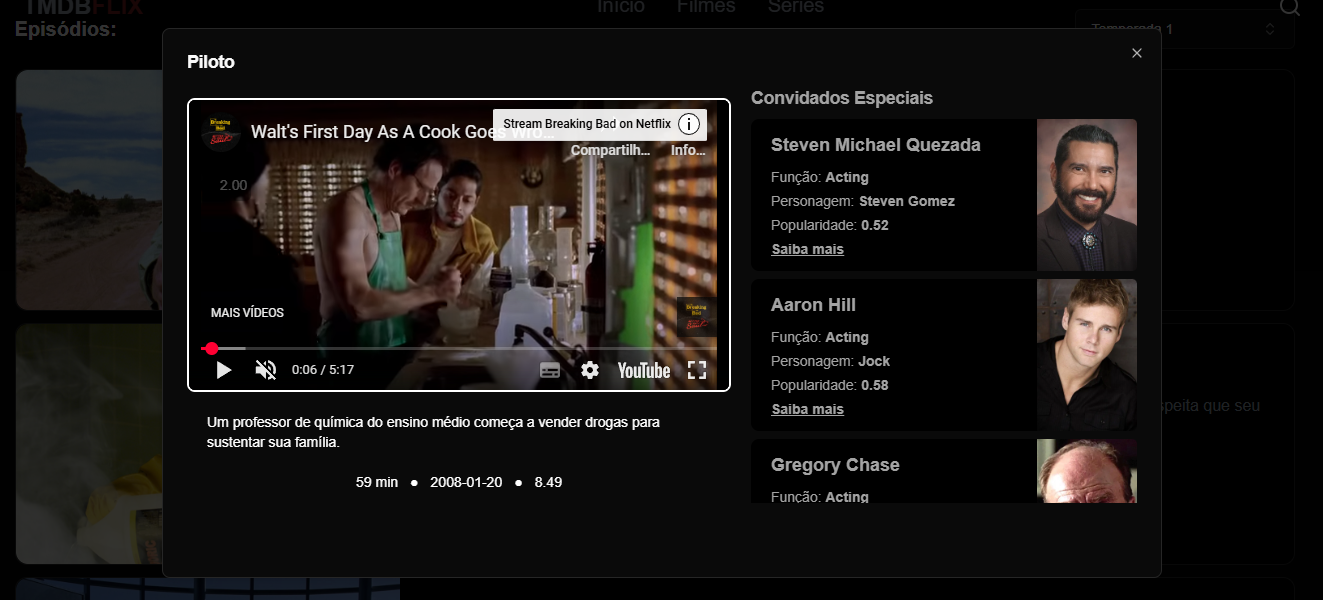 TMDBFLIX
Início
Filmes
Séries
Episódios:
Temporada 1
Piloto
Stream Breaking Bad on Netflix
Walt's First Day As A Cook Goes Wro...
Compartilh...
Info...
2.00
MAIS VÍDEOS
0:06 / 5:17
YouTube
Um professor de química do ensino médio começa a vender drogas para
sustentar sua família.
59 min ● 2008-01-20 ● 8.49
Convidados Especiais
Steven Michael Quezada
Função: Acting
Personagem: Steven Gomez
Popularidade: 0.52
Saiba mais
Aaron Hill
Função: Acting
Personagem: Jock
Popularidade: 0.58
Saiba mais
Gregory Chase
Função: Acting
que seu